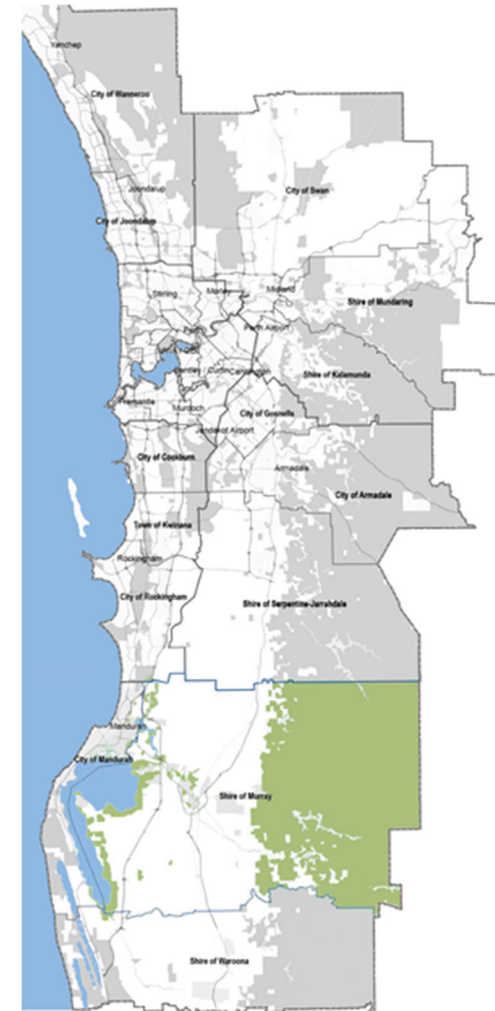 Yanchep
City of Wanneroo
Joondalup
City of Swan
City of Joondalup
Morley
Midland
Stirling
Shire of Mundaring
Perth Airport
Shire of Kalamunda
Fremantle
Murdoch
City of Gosnells
Jandakot Airport
City of Cockburn
Armadale
City of Armadale
Town of Kwinana
Rockingham
City of Rockingham
Shire of Serpentine-Jarrahdale
Mandurah
City of Mandurah
Shire of Murray
Shire of Waroona